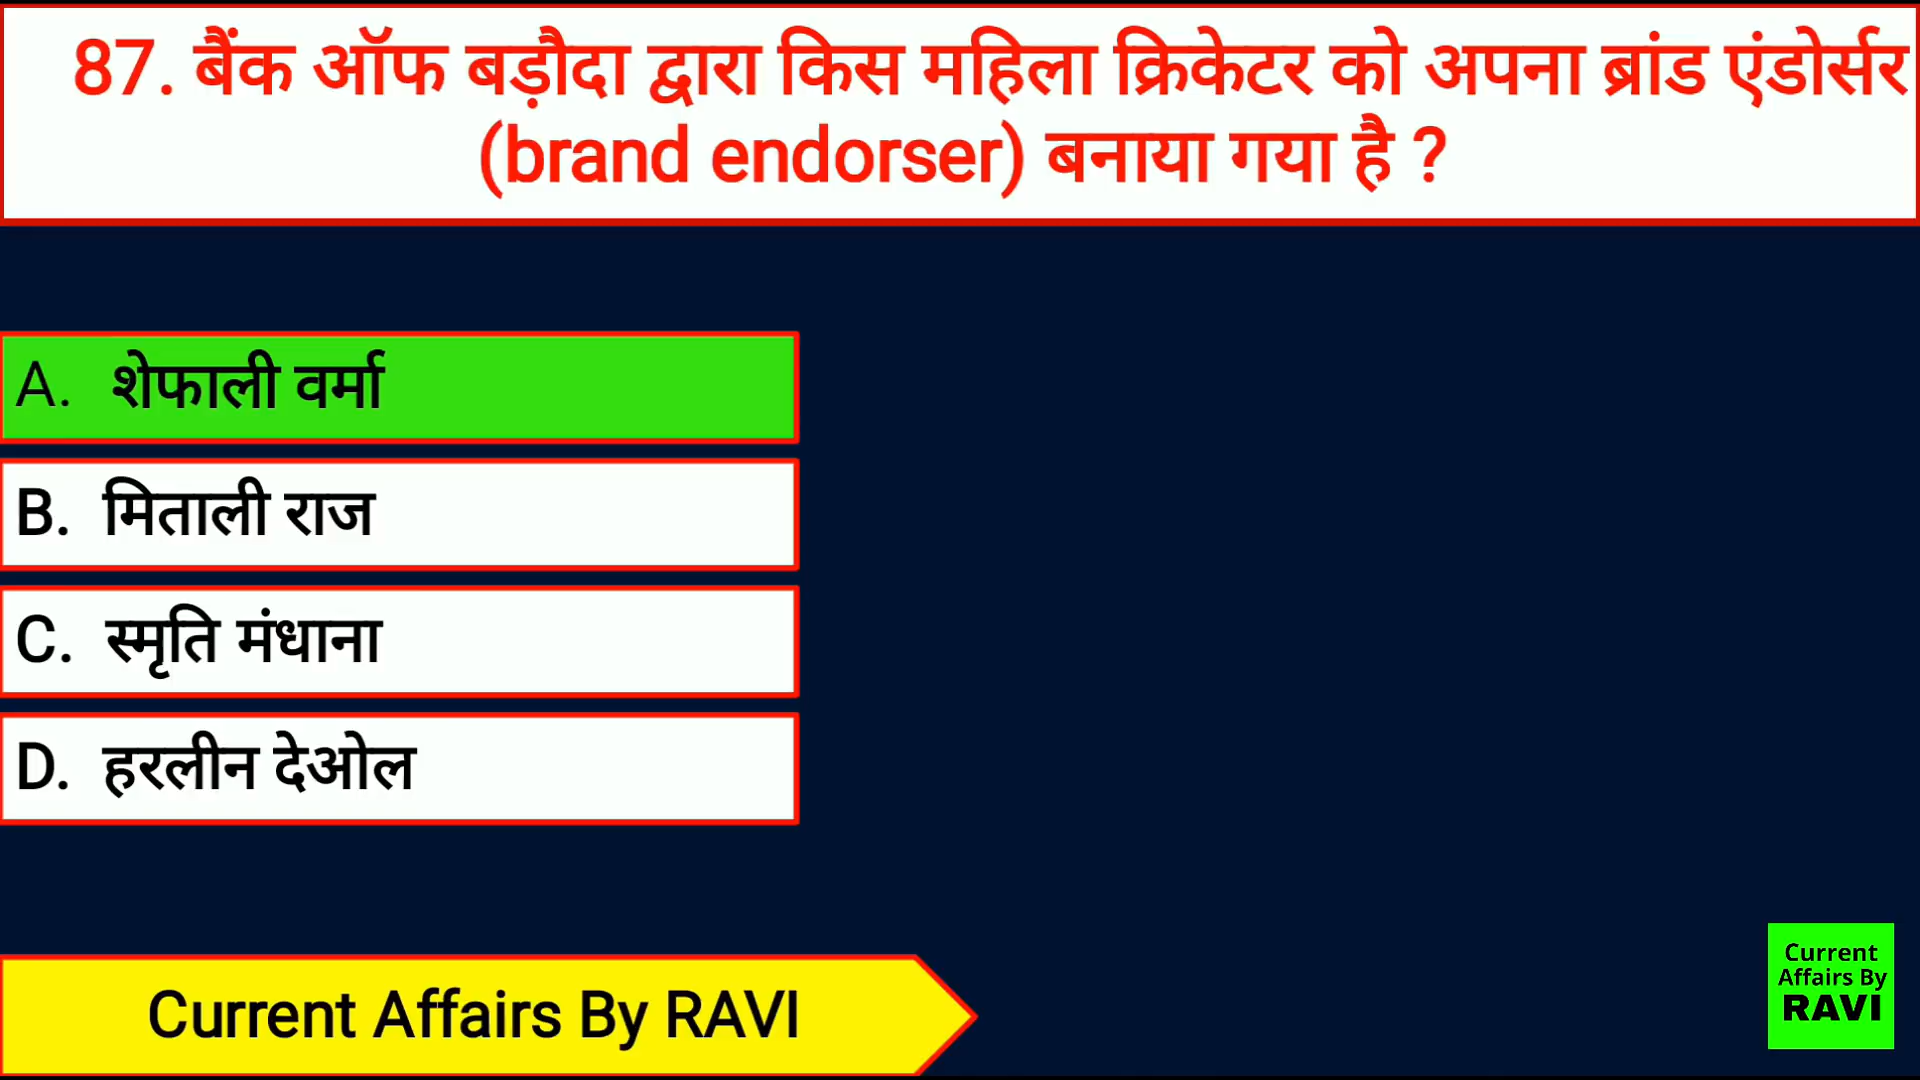 87. बैंक ऑफ बड़ौदा द्वारा किस महिला क्रिकेटर को अपना ब्रांड एंडोर्सर
(brand endorser) बनाया गया है ?
A. शेफाली वर्मा
B. मिताली राज
C. स्मृति मंधाना
D. हरलीन देओल
Current Affairs By RAVI
Current
Affairs By
RAVI